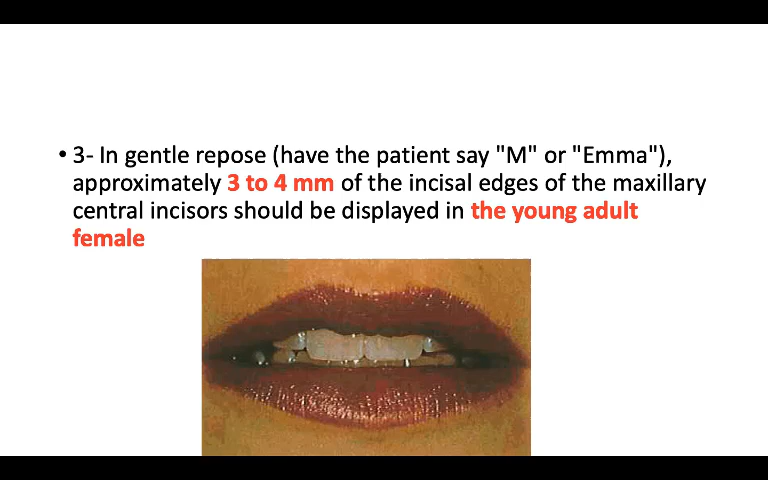 • 3- In gentle repose (have the patient say "M" or "Emma"),
approximately 3 to 4 mm of the incisal edges of the maxillary
central incisors should be displayed in the young adult
female